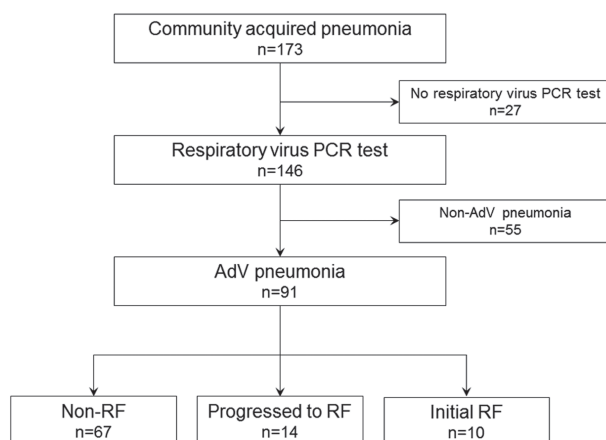 Community acquired pneumonia
n=173
No respiratory virus PCR test
n=27
Respiratory virus PCR test
n=146
Non-AdV pneumonia
n=55
AdV pneumonia
n=91
Non-RF
n=67
Progressed to RF
n=14
Initial RF
n=10